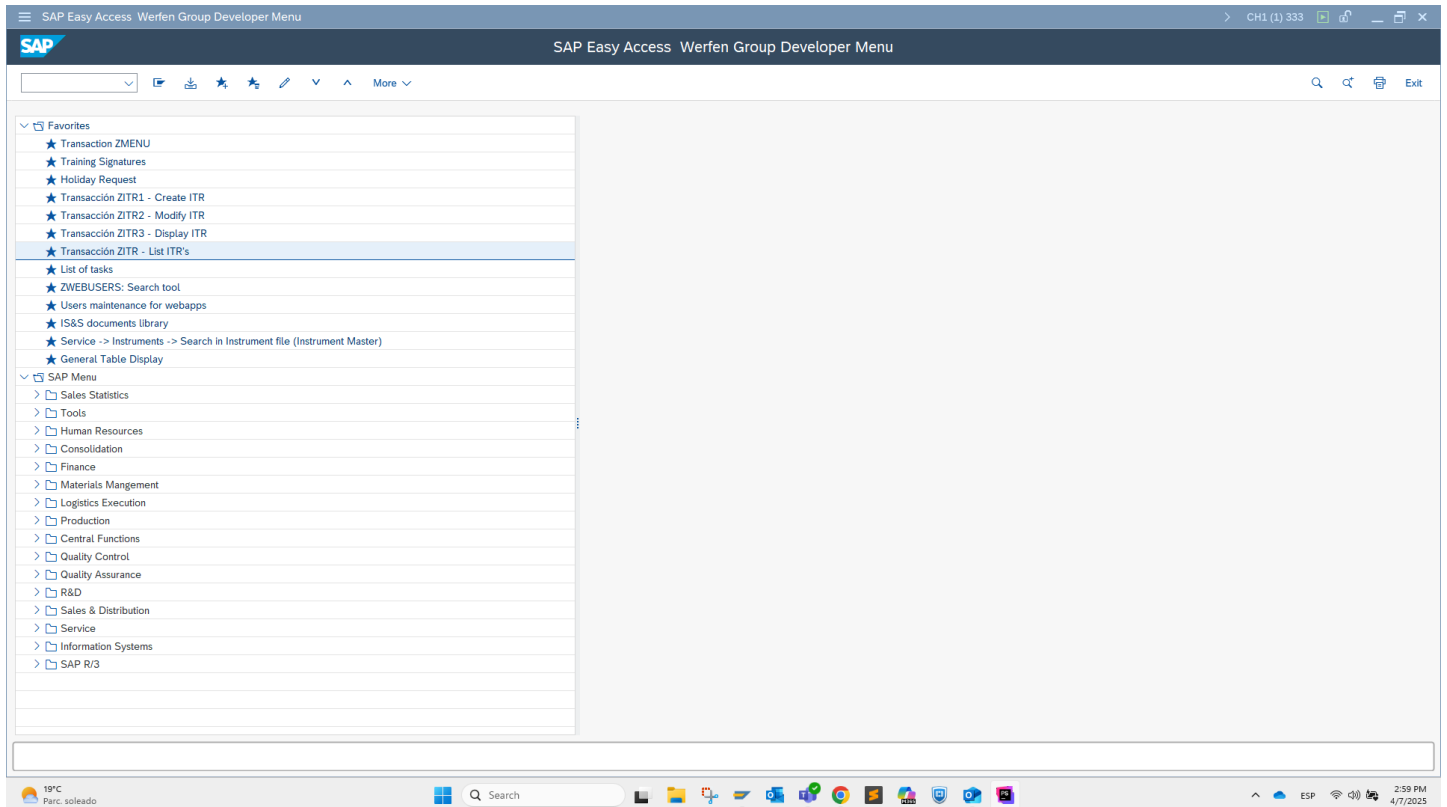 SAP Easy Access Werfen Group Developer Menu
CH1 (1) 333
SAP
SAP Easy Access Werfen Group Developer Menu
More
Exit
Favorites
Transaction ZMENU
Training Signatures
Holiday Request
Transacción ZITR1 - Create ITR
Transacción ZITR2 - Modify ITR
Transacción ZITR3 - Display ITR
Transacción ZITR - List ITR's
List of tasks
ZWEBUSERS: Search tool
Users maintenance for webapps
IS&S documents library
Service -> Instruments -> Search in Instrument file (Instrument Master)
General Table Display
SAP Menu
Sales Statistics
Tools
Human Resources
Consolidation
Finance
Materials Mangement
Logistics Execution
Production
Central Functions
Quality Control
Quality Assurance
R&D
Sales & Distribution
Service
Information Systems
SAP R/3
19°C
Parc. soleado
Search
M365
PS
ESP
2:59 PM
4/7/2025